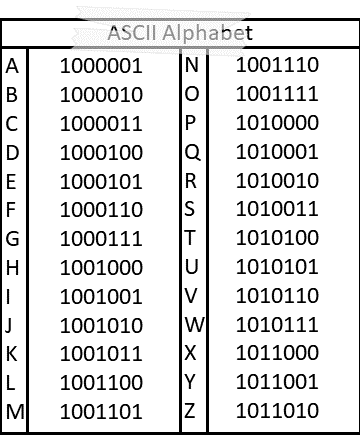 ASCII Alphabet
A 1000001 N 1001110
B 1000010 O 1001111
C 1000011 P 1010000
D 1000100 Q 1010001
E 1000101 R 1010010
F 1000110 S 1010011
G 1000111 T 1010100
H 1001000 U 1010101
I 1001001 V 1010110
J 1001010 W 1010111
K 1001011 X 1011000
L 1001100 Y 1011001
M 1001101 Z 1011010